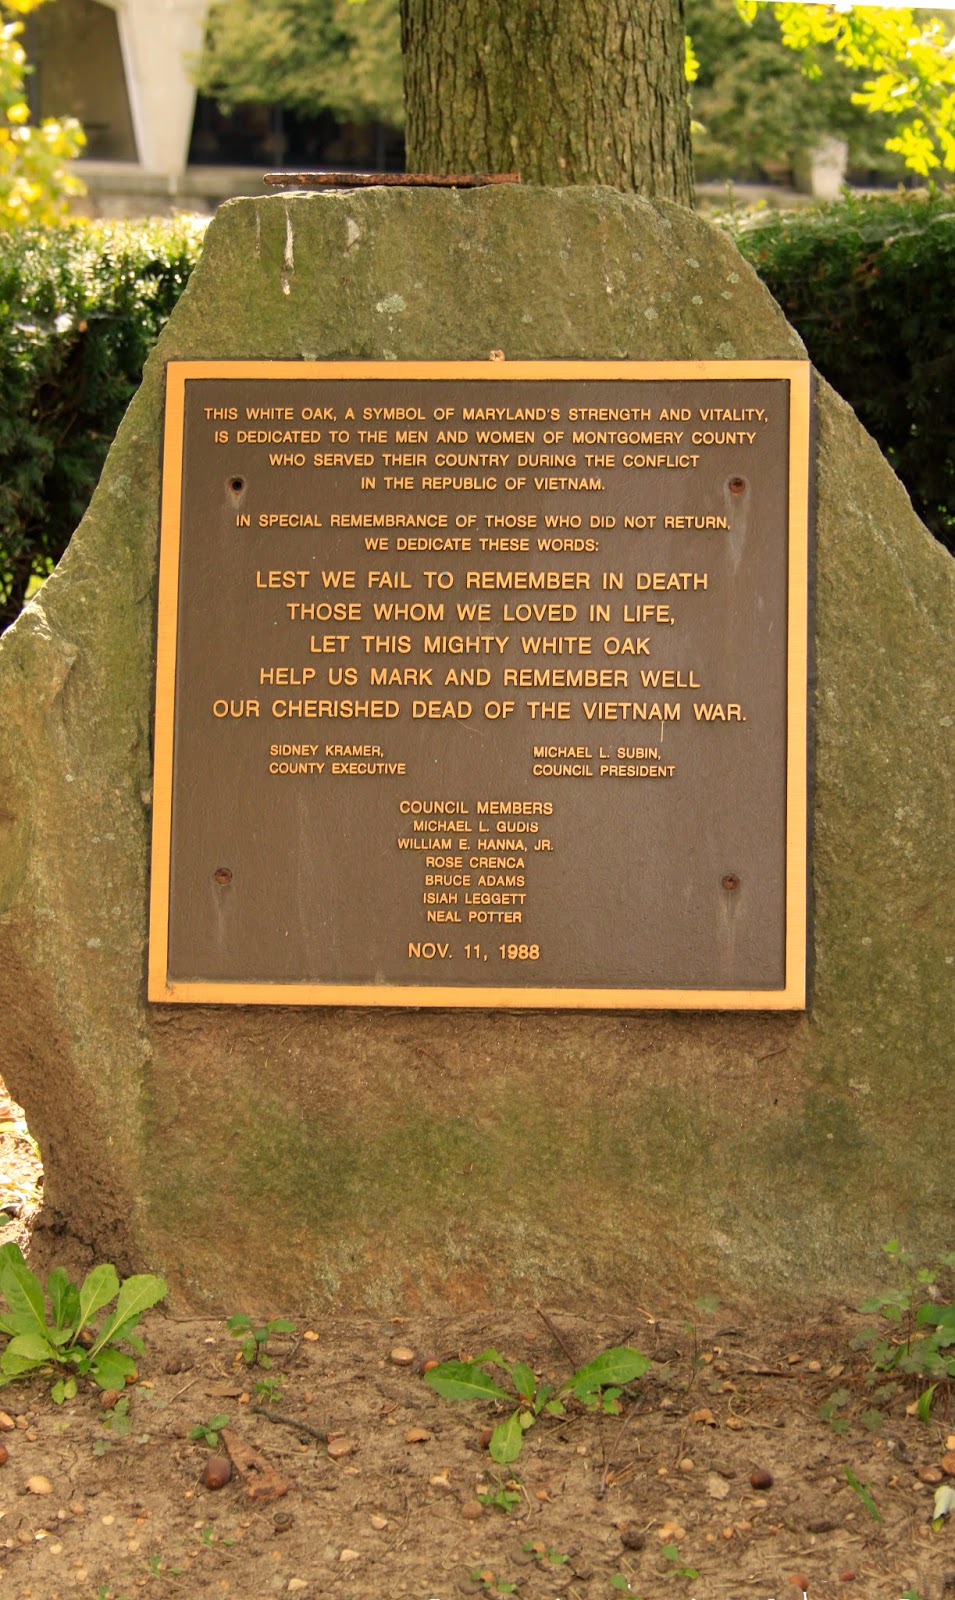 THIS WHITE OAK, A SYMBOL OF MARYLAND'S STRENGTH AND VITALITY,
IS DEDICATED TO THE MEN AND WOMEN OF MONTGOMERY COUNTY
WHO SERVED THEIR COUNTRY DURING THE CONFLICT
IN THE REPUBLIC OF VIETNAM.
IN SPECIAL REMEMBRANCE OF THOSE WHO DID NOT RETURN,
WE DEDICATE THESE WORDS:
LEST WE FAIL TO REMEMBER IN DEATH
THOSE WHOM WE LOVED IN LIFE,
LET THIS MIGHTY WHITE OAK
HELP US MARK AND REMEMBER WELL
OUR CHERISHED DEAD OF THE VIETNAM WAR.
SIDNEY KRAMER,
COUNTY EXECUTIVE
MICHAEL L. SUBIN,
COUNCIL PRESIDENT
COUNCIL MEMBERS
MICHAEL L. GUDIS
WILLIAM E. HANNA, JR.
ROSE CRENCA
BRUCE ADAMS
ISIAH LEGGETT
NEAL POTTER
NOV. 11, 1988